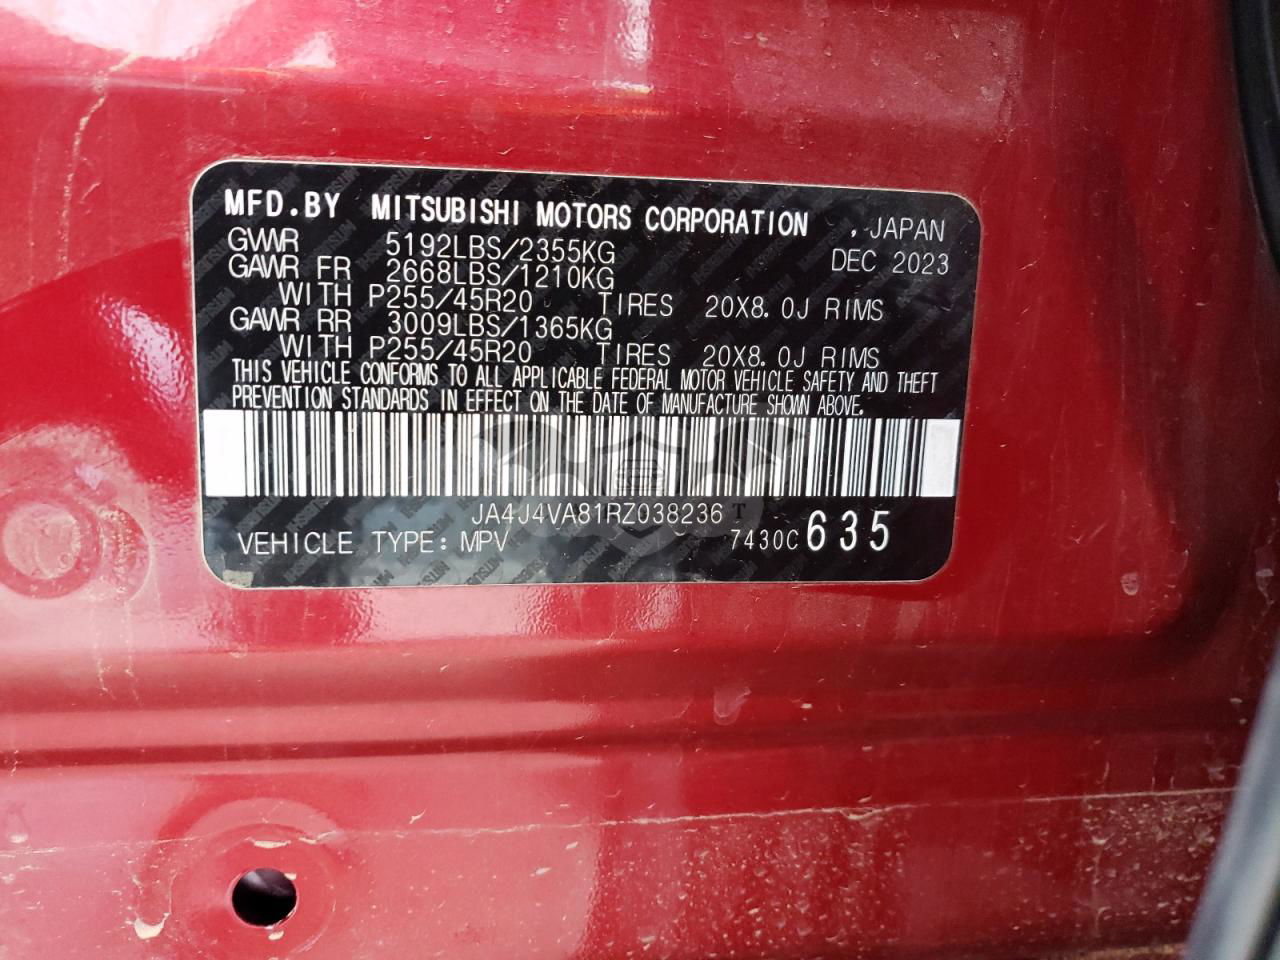 MFD.BY MITSUBISHI MOTORS CORPORATION , JAPAN
GVWR 5192LBS/2355KG DEC 2023
GAWR FR 2668LBS/1210KG
WITH P255/45R20 TIRES 20X8.0J RIMS
GAWR RR 3009LBS/1365KG
WITH P255/45R20 TIRES 20X8.0J RIMS
THIS VEHICLE CONFORMS TO ALL APPLICABLE FEDERAL MOTOR VEHICLE SAFETY AND THEFT
PREVENTION STANDARDS IN EFFECT ON THE DATE OF MANUFACTURE SHOWN ABOVE.
JA4J4VA81RZ038236
VEHICLE TYPE: MPV 7430C 635